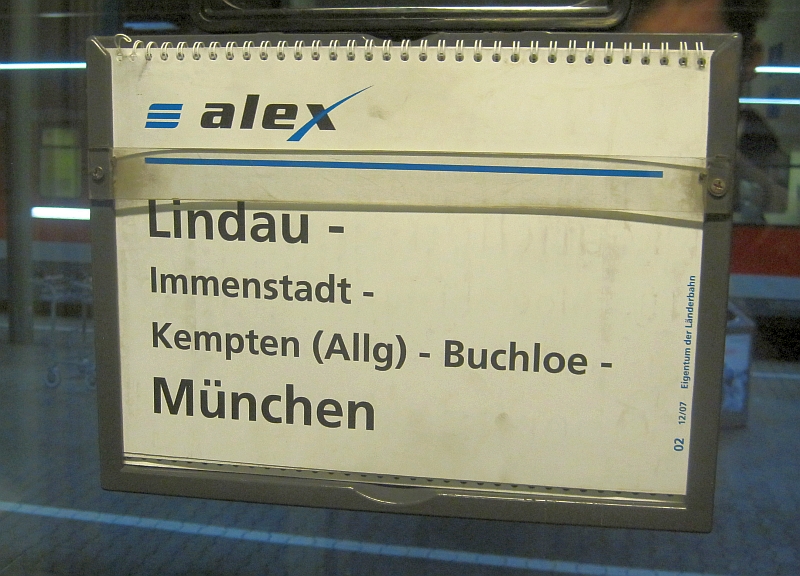 alex
Lindau -
Immenstadt -
Kempten (Allg) - Buchloe -
München
02 12/07 Eigentum der Länderbahn